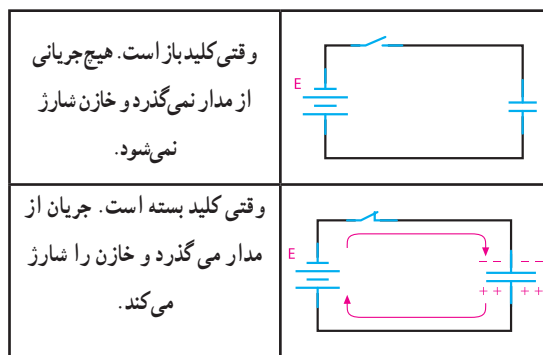 وقتی کلید باز است. هیچ جریانی
از مدار نمی‌گذرد و خازن شارژ
نمی‌شود.
E
وقتی کلید بسته است. جریان از
مدار می گذرد و خازن را شارژ
می‌کند.
E
− − − −
+ + + +